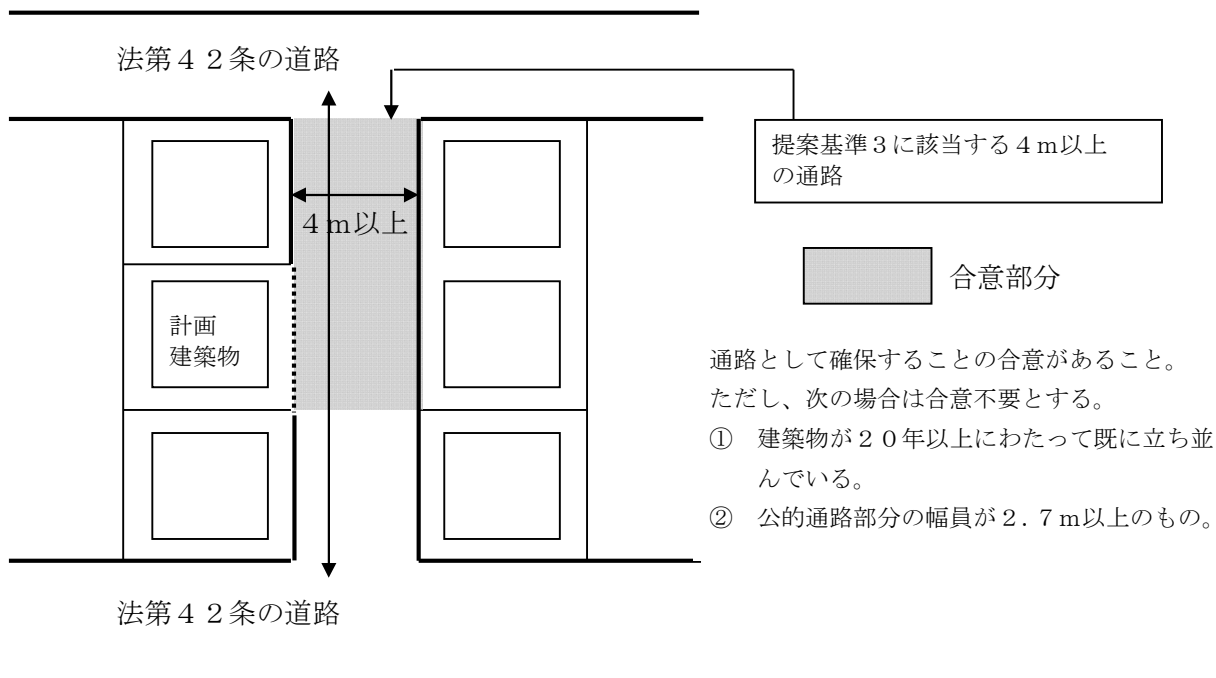 法第４２条の道路
提案基準３に該当する４ｍ以上
の通路
４ｍ以上
合意部分
計画
建築物
通路として確保することの合意があること。
ただし、次の場合は合意不要とする。
①　建築物が２０年以上にわたって既に立ち並
んでいる。
②　公的通路部分の幅員が２．７ｍ以上のもの。
法第４２条の道路